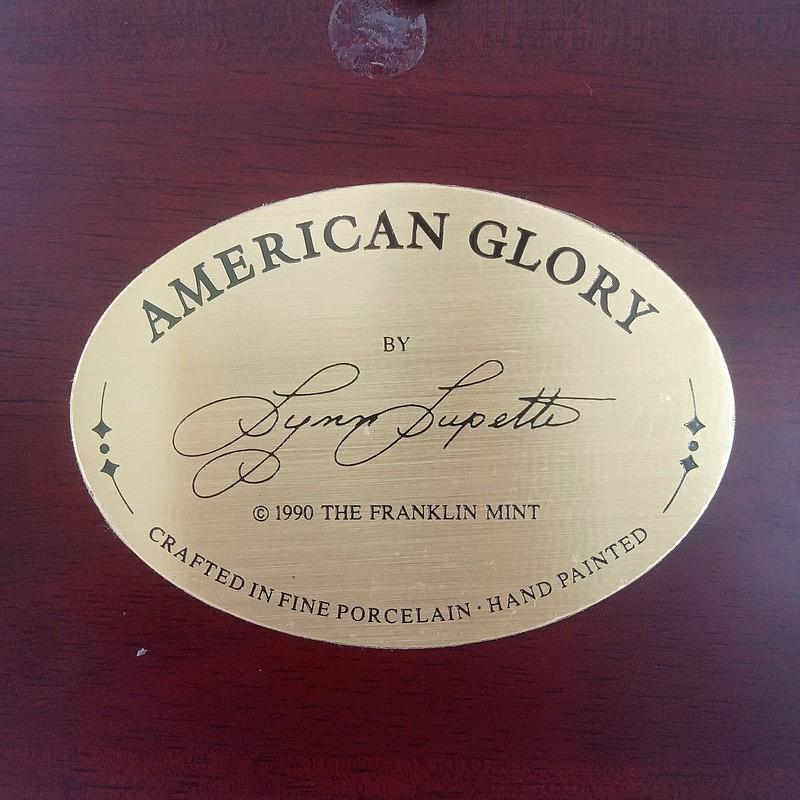 AMERICAN GLORY
BY
Lynn Lupetti
© 1990 THE FRANKLIN MINT
CRAFTED IN FINE PORCELAIN · HAND PAINTED